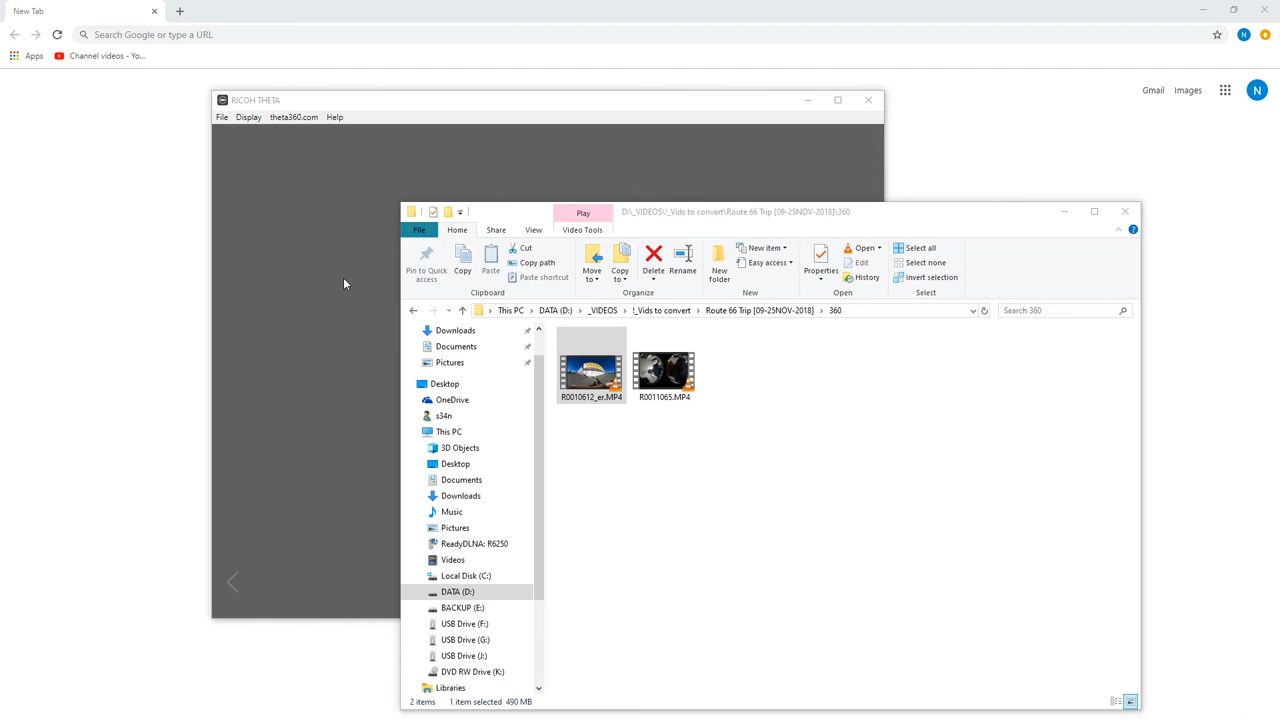 New Tab
Search Google or type a URL
Apps
Channel videos - Yo...
N
Gmail
Images
N
RICOH THETA
File Display theta360.com Help
Play
D:\_VIDEOS\!_Vids to convert\Route 66 Trip [09-25NOV-2018]\360
File Home Share View Video Tools
Pin to Quick access
Copy
Paste
Cut
Copy path
Paste shortcut
Clipboard
Move to
Copy to
Delete
Rename
Organize
New folder
New item
Easy access
New
Properties
Open
Edit
History
Open
Select all
Select none
Invert selection
Select
This PC
DATA (D:)
_VIDEOS
!_Vids to convert
Route 66 Trip [09-25NOV-2018]
360
Search 360
Downloads
Documents
Pictures
Desktop
OneDrive
s34n
This PC
3D Objects
Desktop
Documents
Downloads
Music
Pictures
ReadyDLNA: R6250
Videos
Local Disk (C:)
DATA (D:)
BACKUP (E:)
USB Drive (F:)
USB Drive (G:)
USB Drive (J:)
DVD RW Drive (K:)
Libraries
R0010612_er.MP4
R0011065.MP4
2 items 1 item selected 490 MB